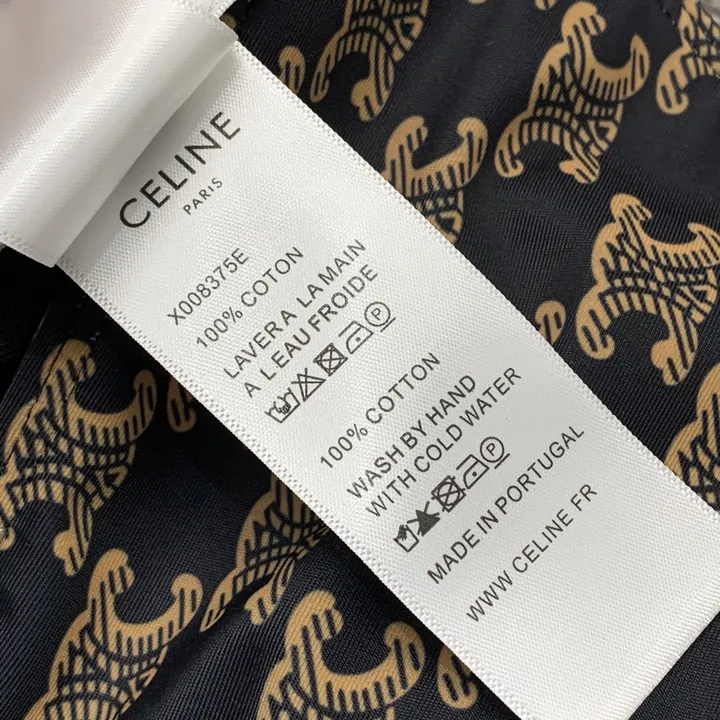 CELINE
PARIS
X008375E
100% COTON
LAVER A LA MAIN
A L EAU FROIDE
100% COTTON
WASH BY HAND
WITH COLD WATER
MADE IN PORTUGAL
WWW CELINE FR